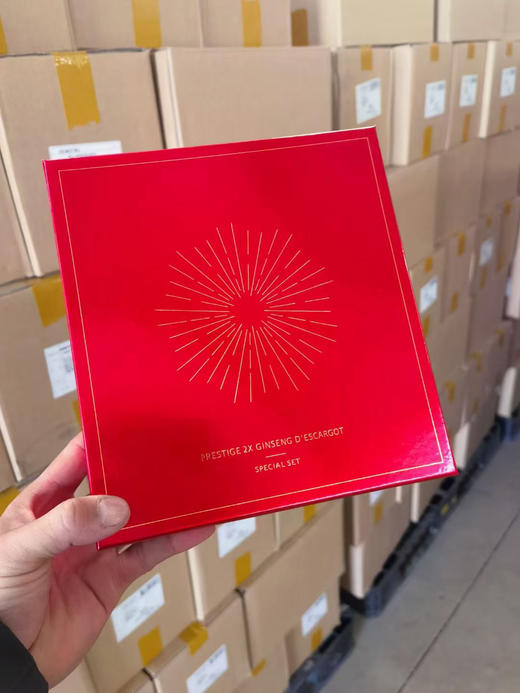 PRESTIGE 2X GINSENG D'ESCARGOT
SPECIAL SET